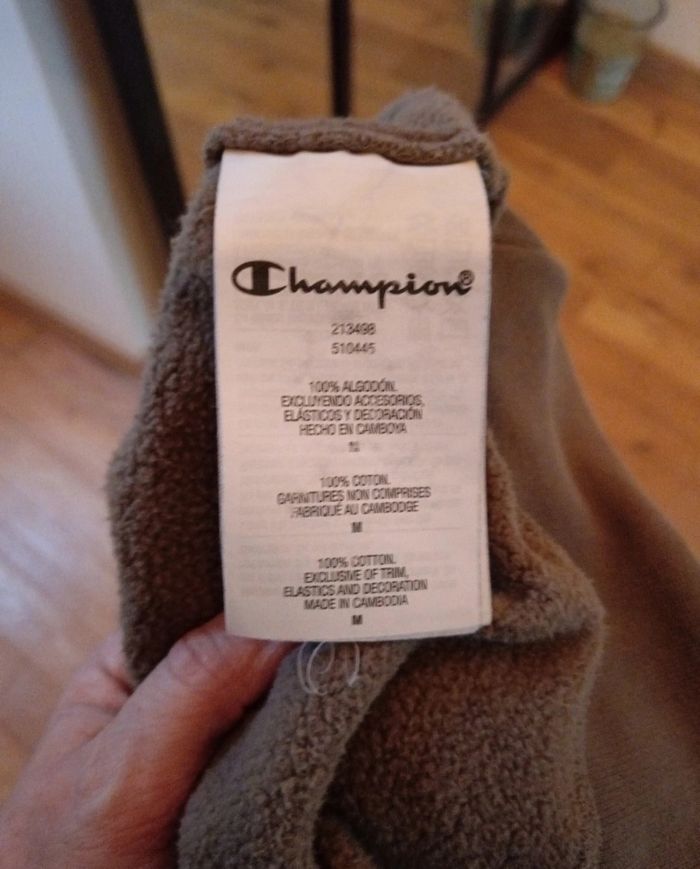 Champion®
213498
510445
100% ALGODÓN.
EXCLUYENDO ACCESORIOS,
ELÁSTICOS Y DECORACIÓN
HECHO EN CAMBOYA
M
100% COTON.
GARNITURES NON COMPRISES
FABRIQUÉ AU CAMBODGE
M
100% COTTON.
EXCLUSIVE OF TRIM,
ELASTICS AND DECORATION
MADE IN CAMBODIA
M